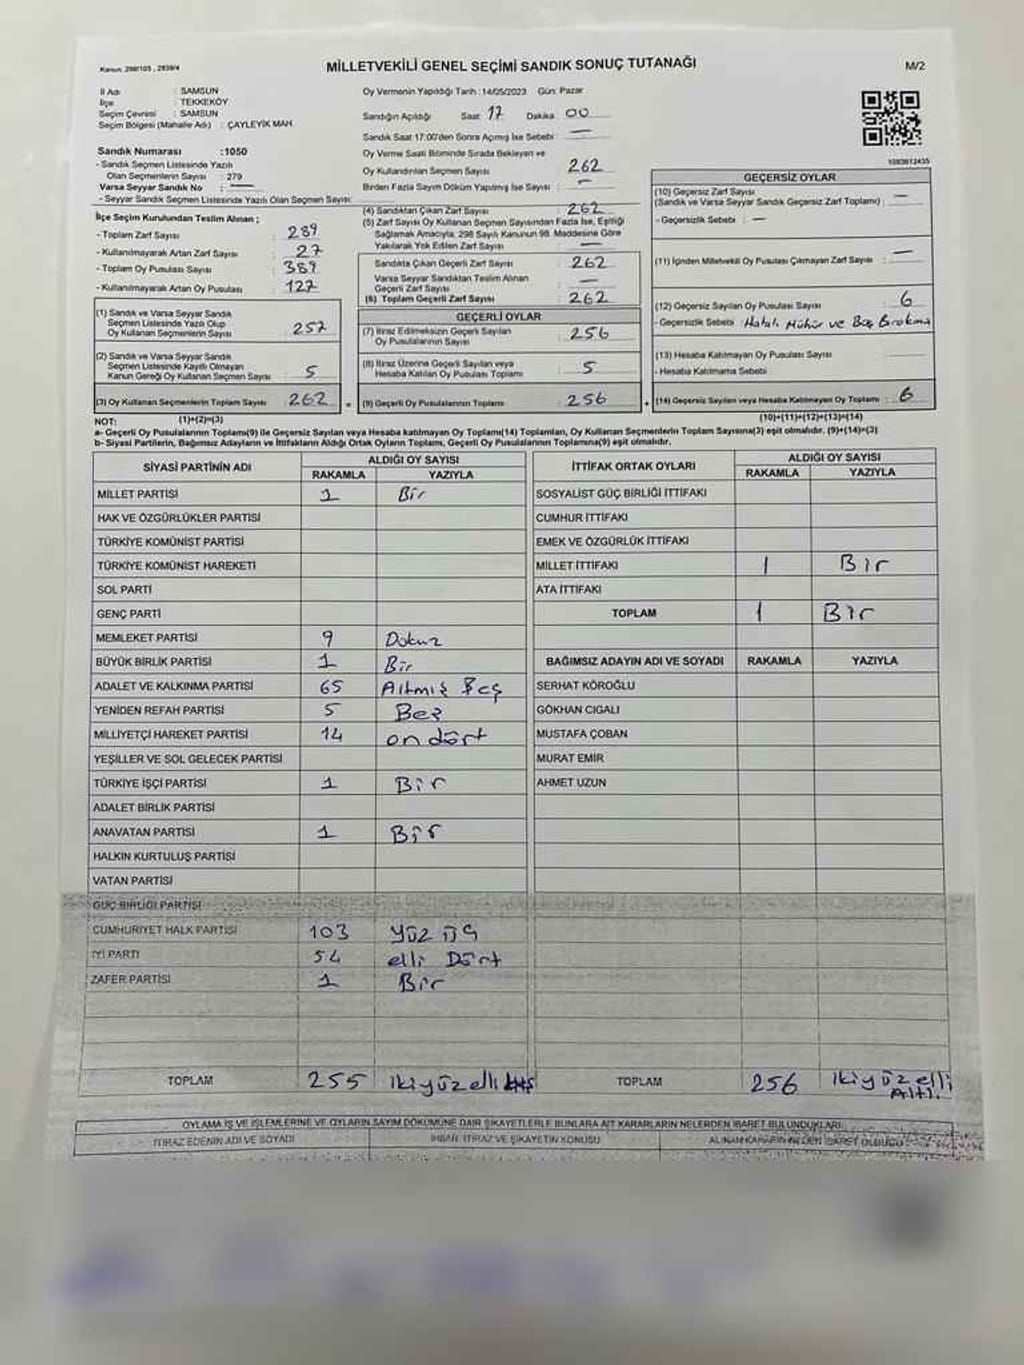 Kanun: 298/105, 2839/4
MİLLETVEKİLİ GENEL SEÇİMİ SANDIK SONUÇ TUTANAĞI
M/2
İl Adı : SAMSUN
İlçe : TEKKEKÖY
Seçim Çevresi : SAMSUN
Seçim Bölgesi (Mahalle Adı) : ÇAYLEYİK MAH.
Sandık Numarası :1050
- Sandık Seçmen Listesinde Yazılı
Olan Seçmenlerin Sayısı : 279
Varsa Seyyar Sandık No :
- Seyyar Sandık Seçmen Listesinde Yazılı Olan Seçmen Sayısı:
Oy Vermenin Yapıldığı Tarih :14/05/2023 Gün: Pazar
Sandığın Açıldığı Saat 17 Dakika 00
Sandık Saat 17:00'den Sonra Açımış İse Sebebi : —
Oy Verme Saati Bitiminde Sırada Bekleyen ve
Oy Kullandırılan Seçmen Sayısı : 262
Birden Fazla Sayım Döküm Yapılmış İse Sayısı : —
1093612435
İlçe Seçim Kurulundan Teslim Alınan ;
- Toplam Zarf Sayısı : 289
- Kullanılmayarak Artan Zarf Sayısı : 27
- Toplam Oy Pusulası Sayısı : 389
- Kullanılmayarak Artan Oy Pusulası : 127
(4) Sandıktan Çıkan Zarf Sayısı : 262
(5) Zarf Sayısı Oy Kullanan Seçmen Sayısından Fazla İse, Eşitliği
Sağlamak Amacıyla; 298 Sayılı Kanunun 98. Maddesine Göre
Yakılarak Yok Edilen Zarf Sayısı : —
Sandıkta Çıkan Geçerli Zarf Sayısı : 262
Varsa Seyyar Sandıktan Teslim Alınan
Geçerli Zarf Sayısı : —
(6) Toplam Geçerli Zarf Sayısı : 262
GEÇERSİZ OYLAR
(10) Geçersiz Zarf Sayısı
(Sandık ve Varsa Seyyar Sandık Geçersiz Zarf Toplamı) : —
- Geçersizlik Sebebi : —
(11) İçinden Milletvekili Oy Pusulası Çıkmayan Zarf Sayısı : —
(12) Geçersiz Sayılan Oy Pusulası Sayısı : 6
- Geçersizlik Sebebi : Hatalı Mühür ve Boş Bırakma
(13) Hesaba Katılmayan Oy Pusulası Sayısı :
- Hesaba Katılmama Sebebi :
(14) Geçersiz Sayılan veya Hesaba Katılmayan Oy Toplamı : 6
(1) Sandık ve Varsa Seyyar Sandık
Seçmen Listesinde Yazılı Olup
Oy Kullanan Seçmenlerin Sayısı : 257
(2) Sandık ve Varsa Seyyar Sandık
Seçmen Listesinde Kayıtlı Olmayan
Kanun Gereği Oy Kullanan Seçmen Sayısı : 5
(3) Oy Kullanan Seçmenlerin Toplam Sayısı : 262
GEÇERLİ OYLAR
(7) İtiraz Edilmeksizin Geçerli Sayılan
Oy Pusulalarının Sayısı : 256
(8) İtiraz Üzerine Geçerli Sayılan veya
Hesaba Katılan Oy Pusulası Toplamı : 5
(9) Geçerli Oy Pusulalarının Toplamı : 256
NOT: (1)+(2)=(3) (10)+(11)+(12)+(13)=(14)
a- Geçerli Oy Pusulasının Toplamı(9) ile Geçersiz Sayılan veya Hesaba katılmayan Oy Toplamı(14) Toplamları, Oy Kullanan Seçmenlerin Toplam Sayısına(3) eşit olmalıdır. (9)+(14)=(3)
b- Siyasi Partilerin, Bağımsız Adayların ve İttifakların Aldığı Ortak Oyların Toplamı, Geçerli Oy Pusulalarının Toplamına(9) eşit olmalıdır.
SİYASİ PARTİNİN ADI ALDIĞI OY SAYISI
RAKAMLA YAZIYLA
MİLLET PARTİSİ 1 Bir
HAK VE ÖZGÜRLÜKLER PARTİSİ
TÜRKİYE KOMÜNİST PARTİSİ
TÜRKİYE KOMÜNİST HAREKETİ
SOL PARTİ
GENÇ PARTİ
MEMLEKET PARTİSİ 9 Dokuz
BÜYÜK BİRLİK PARTİSİ 1 Bir
ADALET VE KALKINMA PARTİSİ 65 Altmış Beş
YENİDEN REFAH PARTİSİ 5 Beş
MİLLİYETÇİ HAREKET PARTİSİ 14 on dört
YEŞİLLER VE SOL GELECEK PARTİSİ
TÜRKİYE İŞÇİ PARTİSİ 1 Bir
ADALET BİRLİK PARTİSİ
ANAVATAN PARTİSİ 1 Bir
HALKIN KURTULUŞ PARTİSİ
VATAN PARTİSİ
GÜÇ BİRLİĞİ PARTİSİ
CUMHURİYET HALK PARTİSİ 103 yüz üç
İYİ PARTİ 54 elli Dört
ZAFER PARTİSİ 1 Bir
TOPLAM 255 ikiyüzelli
İTTİFAK ORTAK OYLARI ALDIĞI OY SAYISI
RAKAMLA YAZIYLA
SOSYALİST GÜÇ BİRLİĞİ İTTİFAKI
CUMHUR İTTİFAKI
EMEK VE ÖZGÜRLÜK İTTİFAKI
MİLLET İTTİFAKI 1 Bir
ATA İTTİFAKI
TOPLAM 1 Bir
BAĞIMSIZ ADAYIN ADI VE SOYADI RAKAMLA YAZIYLA
SERHAT KÖROĞLU
GÖKHAN CIGALI
MUSTAFA ÇOBAN
MURAT EMİR
AHMET UZUN
TOPLAM 256 ikiyüzelli
Altı.
OYLAMA İŞ VE İŞLEMLERİNE VE OYLARIN SAYIM DÖKÜMÜNE DAİR ŞİKAYETLERLE BUNLARA AİT KARARLARIN NELERDEN İBARET BULUNDUKLARI:
İTİRAZ EDENİN ADI VE SOYADI İHBAR, İTİRAZ VE ŞİKAYETİN KONUSU ALINAN KARARIN NEDEN İBARET OLDUĞU